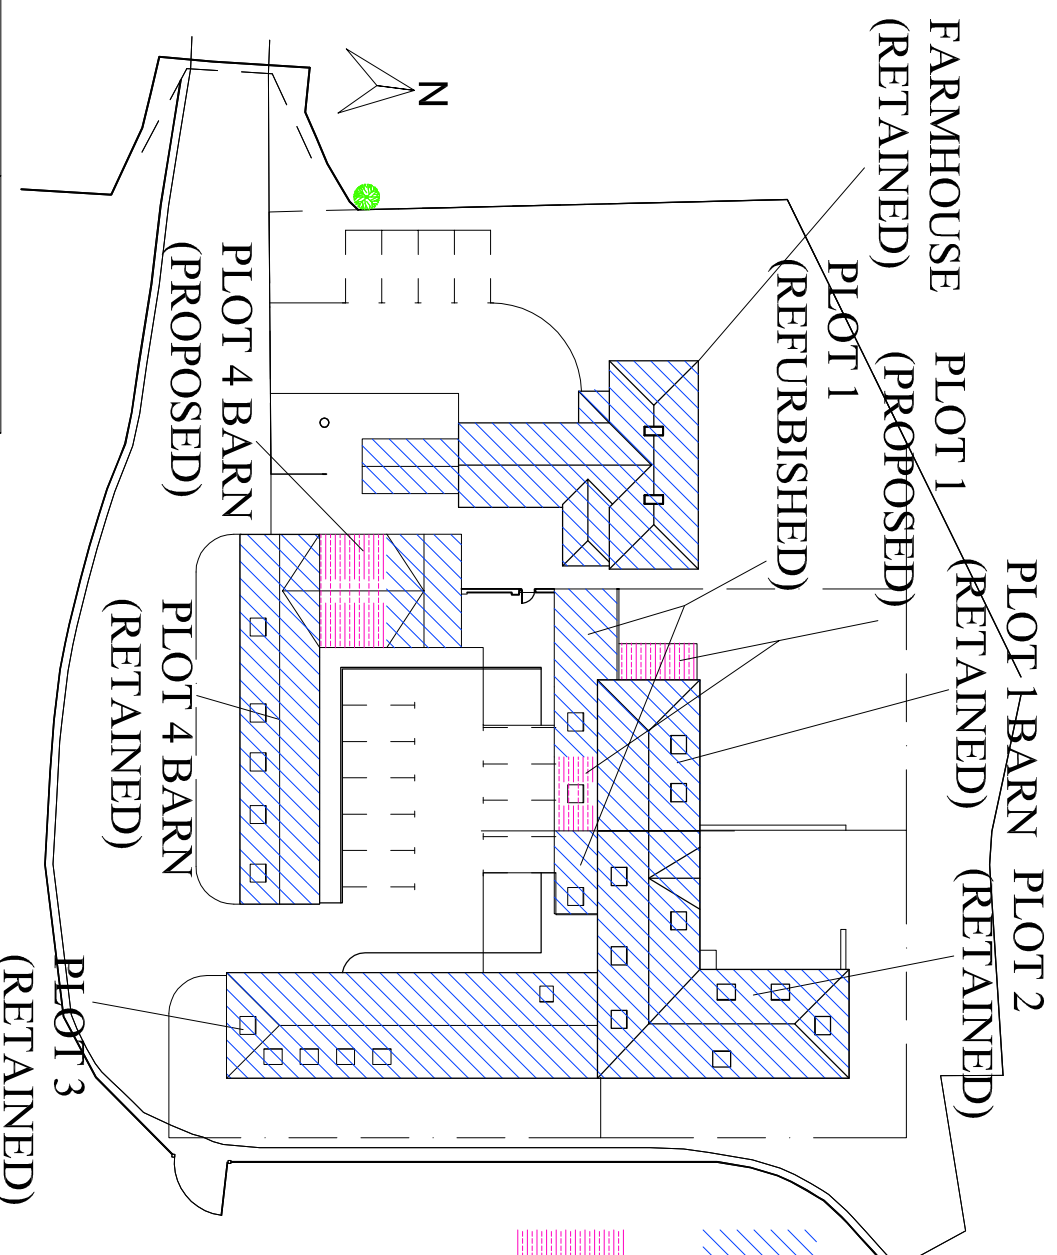 FARMHOUSE
(RETAINED)
PLOT 1
(REFURBISHED)
PLOT 1
(PROPOSED)
PLOT 1 BARN
(RETAINED)
PLOT 2
(RETAINED)
PLOT 4 BARN
(PROPOSED)
PLOT 4 BARN
(RETAINED)
PLOT 3
(RETAINED)
N